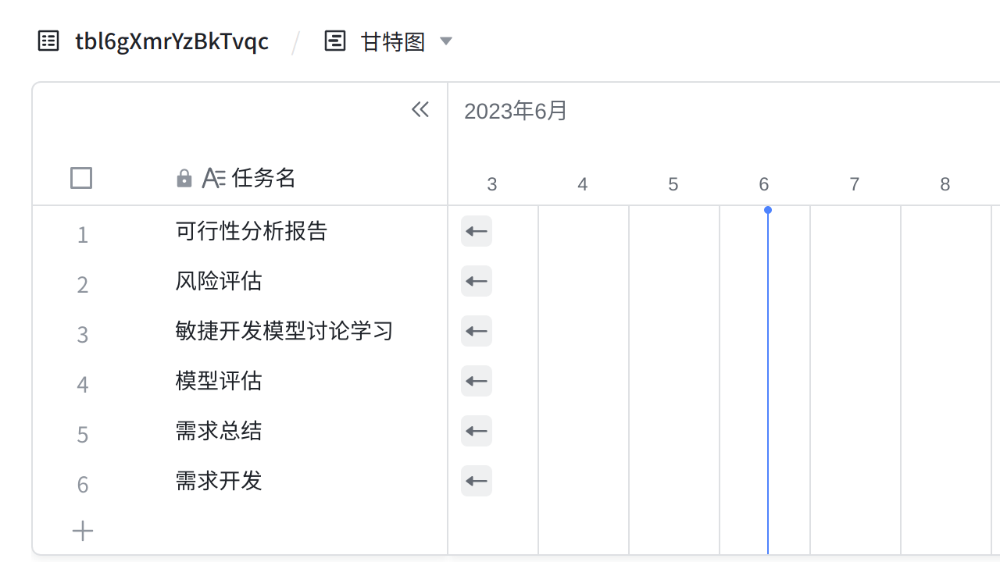 tbl6gXmrYzBkTvqc / 甘特图
2023年6月
任务名 3 4 5 6 7 8
1 可行性分析报告
2 风险评估
3 敏捷开发模型讨论学习
4 模型评估
5 需求总结
6 需求开发